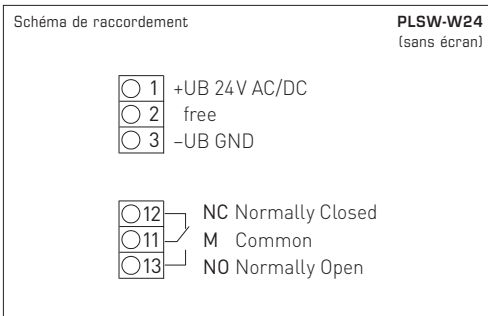 Schéma de raccordement PLSW-W24
(sans écran)
1 +UB 24V AC/DC
2 free
3 –UB GND
12 NC Normally Closed
11 M Common
13 NO Normally Open